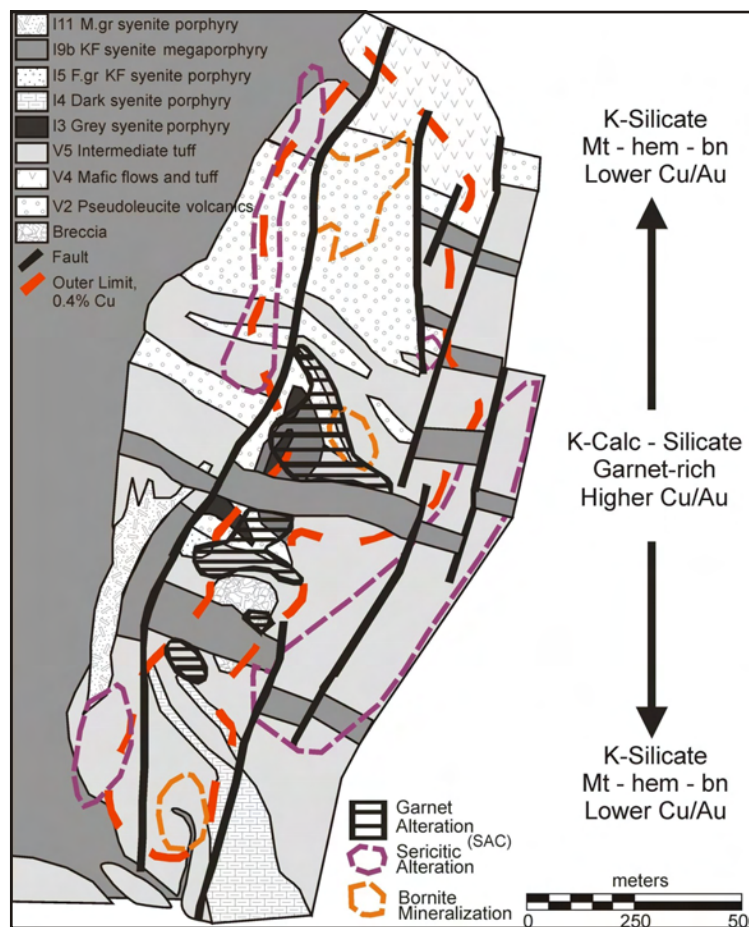 I11 M.gr syenite porphyry
I9b KF syenite megaporphyry
I5 F.gr KF syenite porphyry
I4 Dark syenite porphyry
I3 Grey syenite porphyry
V5 Intermediate tuff
V4 Mafic flows and tuff
V2 Pseudoleucite volcanics
Breccia
Fault
Outer Limit,
0.4% Cu
K-Silicate
Mt - hem - bn
Lower Cu/Au
K-Calc - Silicate
Garnet-rich
Higher Cu/Au
K-Silicate
Mt - hem - bn
Lower Cu/Au
Garnet
Alteration
(SAC)
Sericitic
Alteration
Bornite
Mineralization
meters
0 250 50